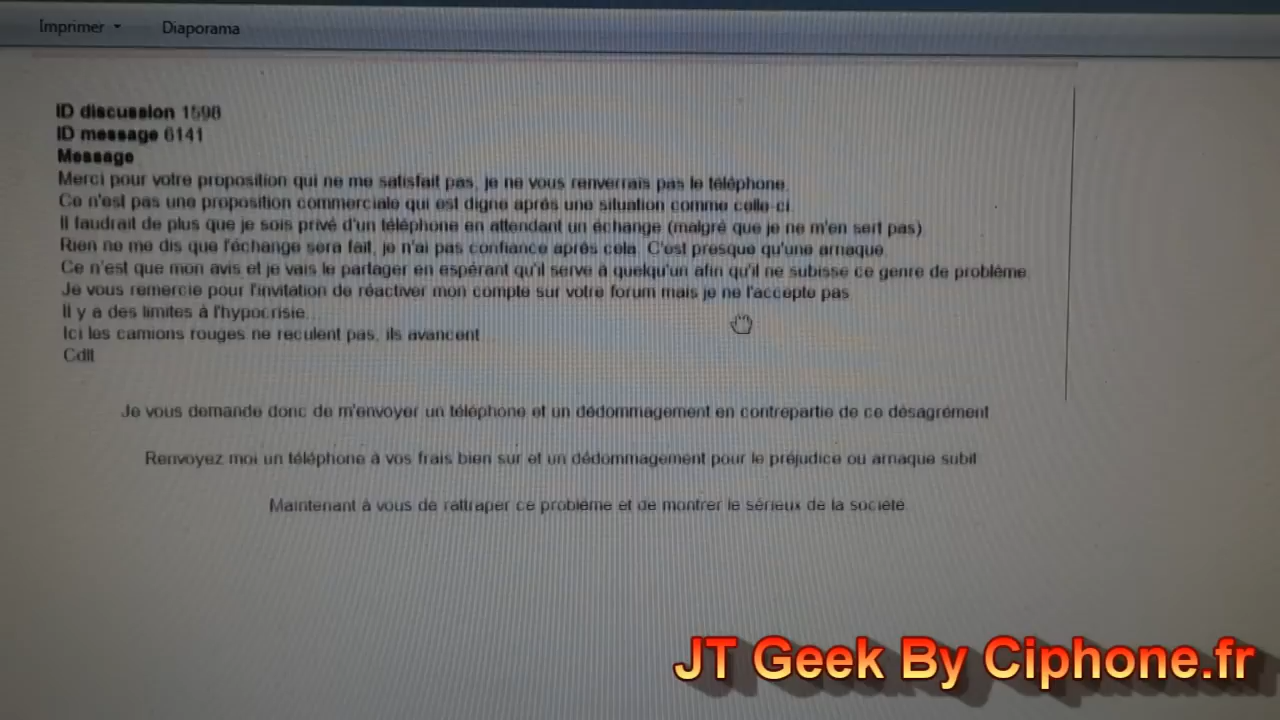 Imprimer
Diaporama
ID discussion 1598
ID message 6141
Message
Merci pour votre proposition qui ne me satisfait pas, je ne vous renverrais pas le téléphone.
Ce n'est pas une proposition commerciale qui est digne après une situation comme celle-ci.
Il faudrait de plus que je sois privé d'un téléphone en attendant un échange (malgré que je ne m'en sert pas).
Rien ne me dis que l'échange sera fait, je n'ai pas confiance après cela. C'est presque qu'une arnaque.
Ce n'est que mon avis et je vais le partager en espérant qu'il serve à quelqu'un afin qu'il ne subisse ce genre de problème.
Je vous remercie pour l'invitation de réactiver mon compte sur votre forum mais je ne l'accepte pas
Il y a des limites à l'hypocrisie...
Ici les camions rouges ne reculent pas, ils avancent
Cdlt
Je vous demande donc de m'envoyer un téléphone et un dédommagement en contrepartie de ce désagrément
Renvoyez moi un téléphone à vos frais bien sur et un dédommagement pour le préjudice ou arnaque subit
Maintenant à vous de rattraper ce problème et de montrer le sérieux de la société.
JT Geek By Ciphone.fr